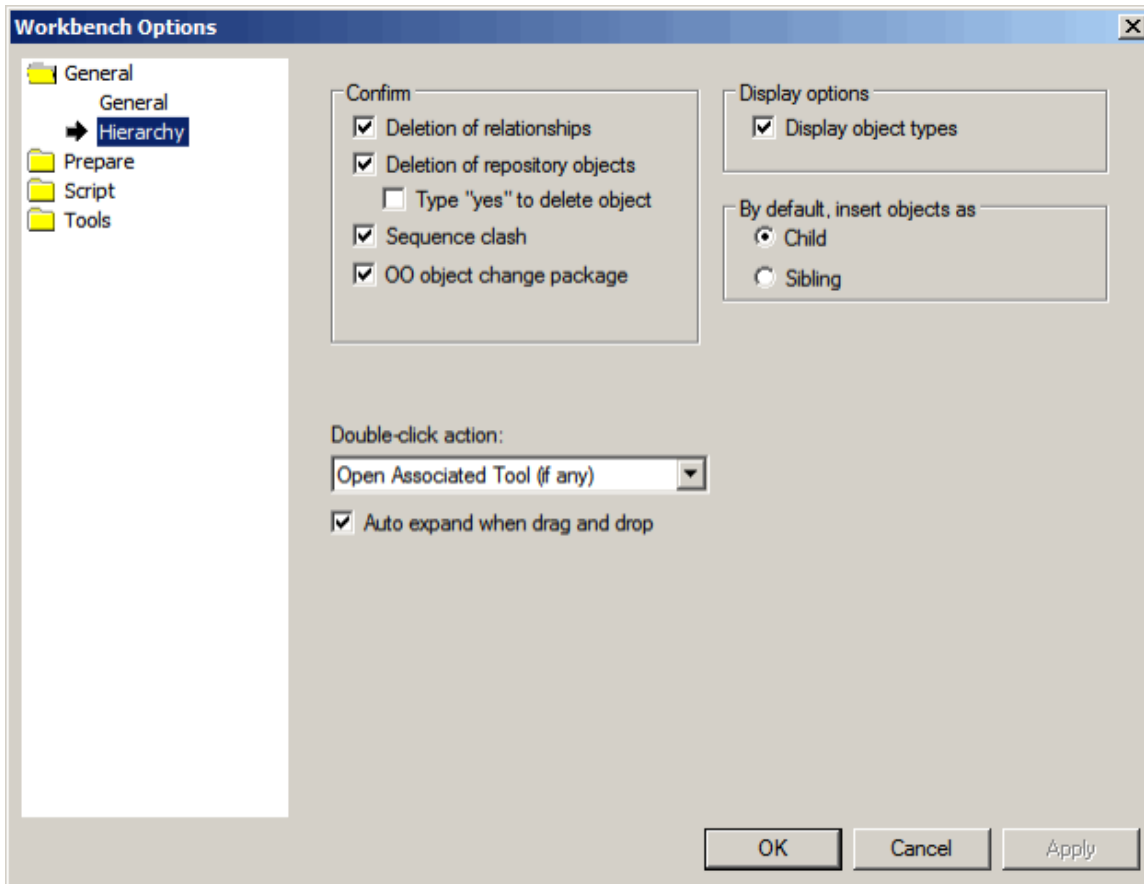 Workbench Options
General
General
Hierarchy
Prepare
Script
Tools
Confirm
Deletion of relationships
Deletion of repository objects
Type "yes" to delete object
Sequence clash
OO object change package
Display options
Display object types
By default, insert objects as
Child
Sibling
Double-click action:
Open Associated Tool (if any)
Auto expand when drag and drop
OK
Cancel
Apply